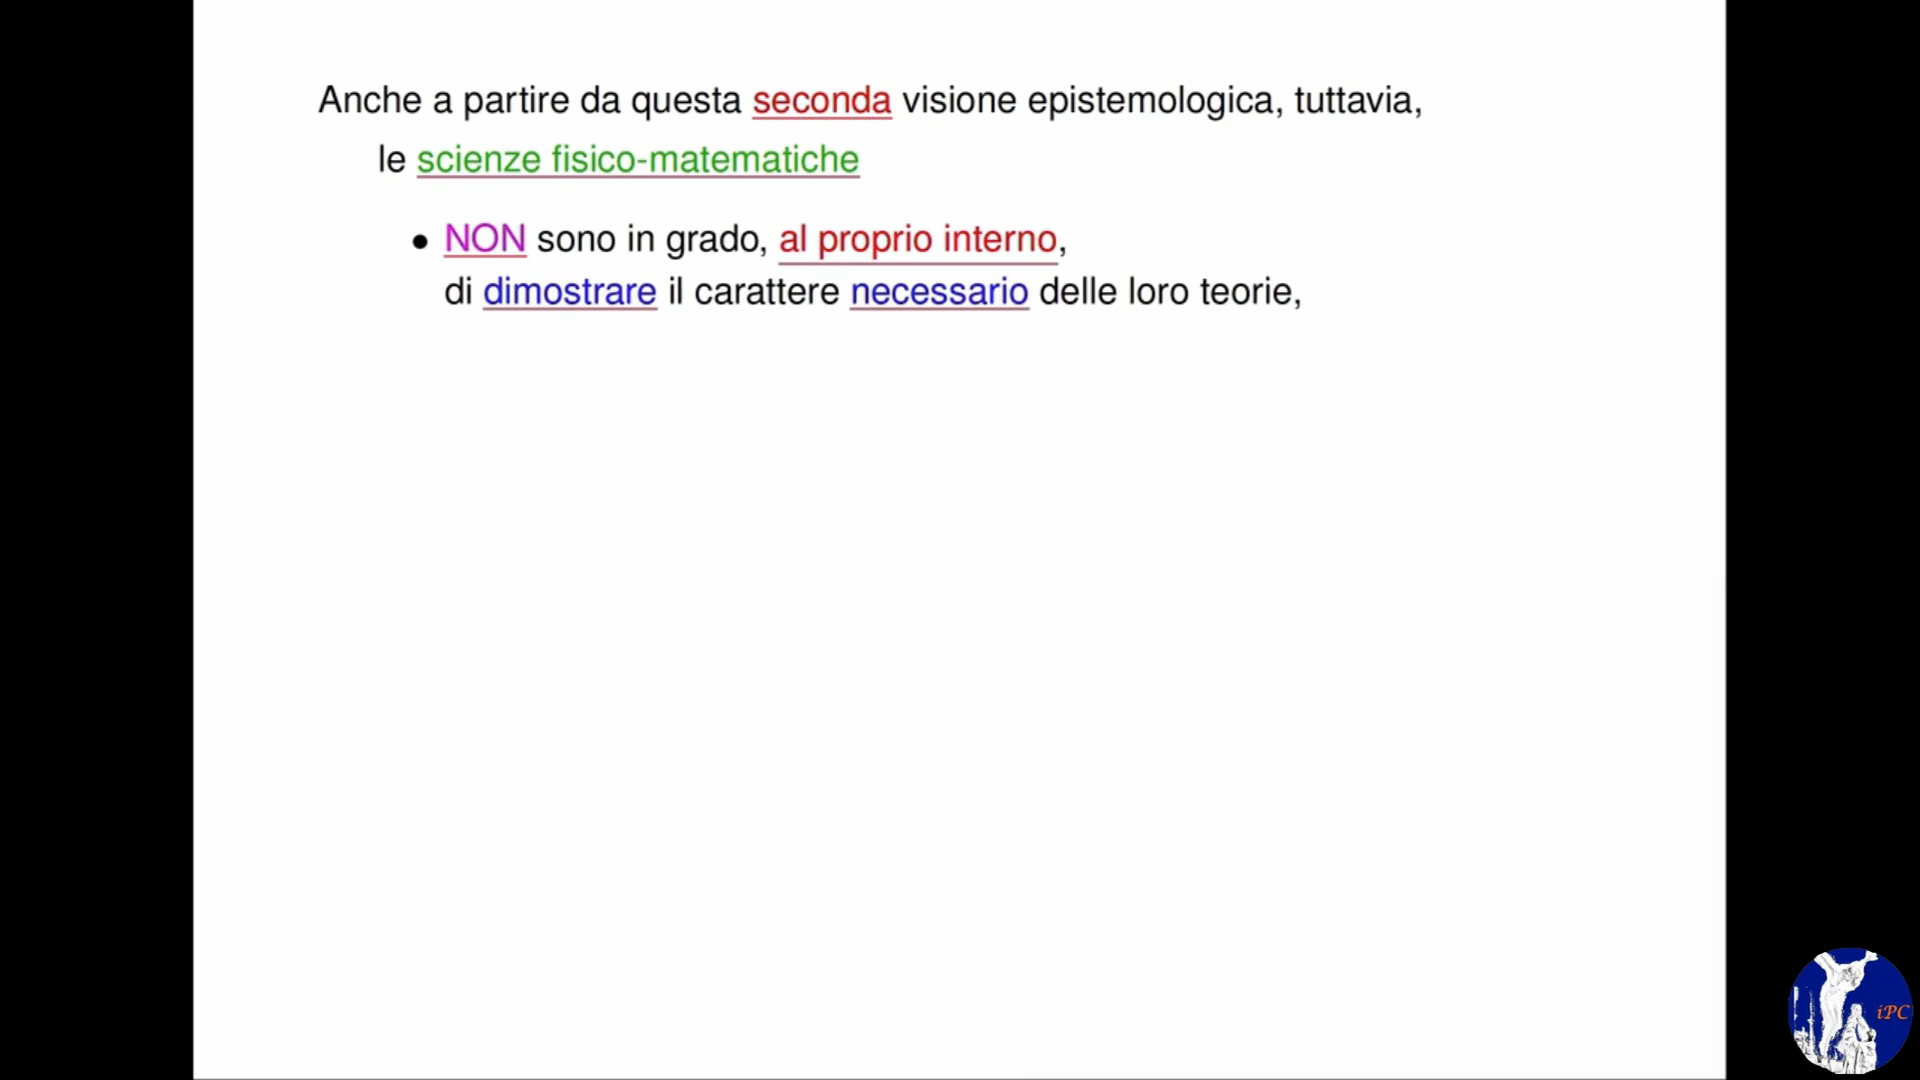 Anche a partire da questa seconda visione epistemologica, tuttavia,
le scienze fisico-matematiche
• NON sono in grado, al proprio interno,
di dimostrare il carattere necessario delle loro teorie,
iPC